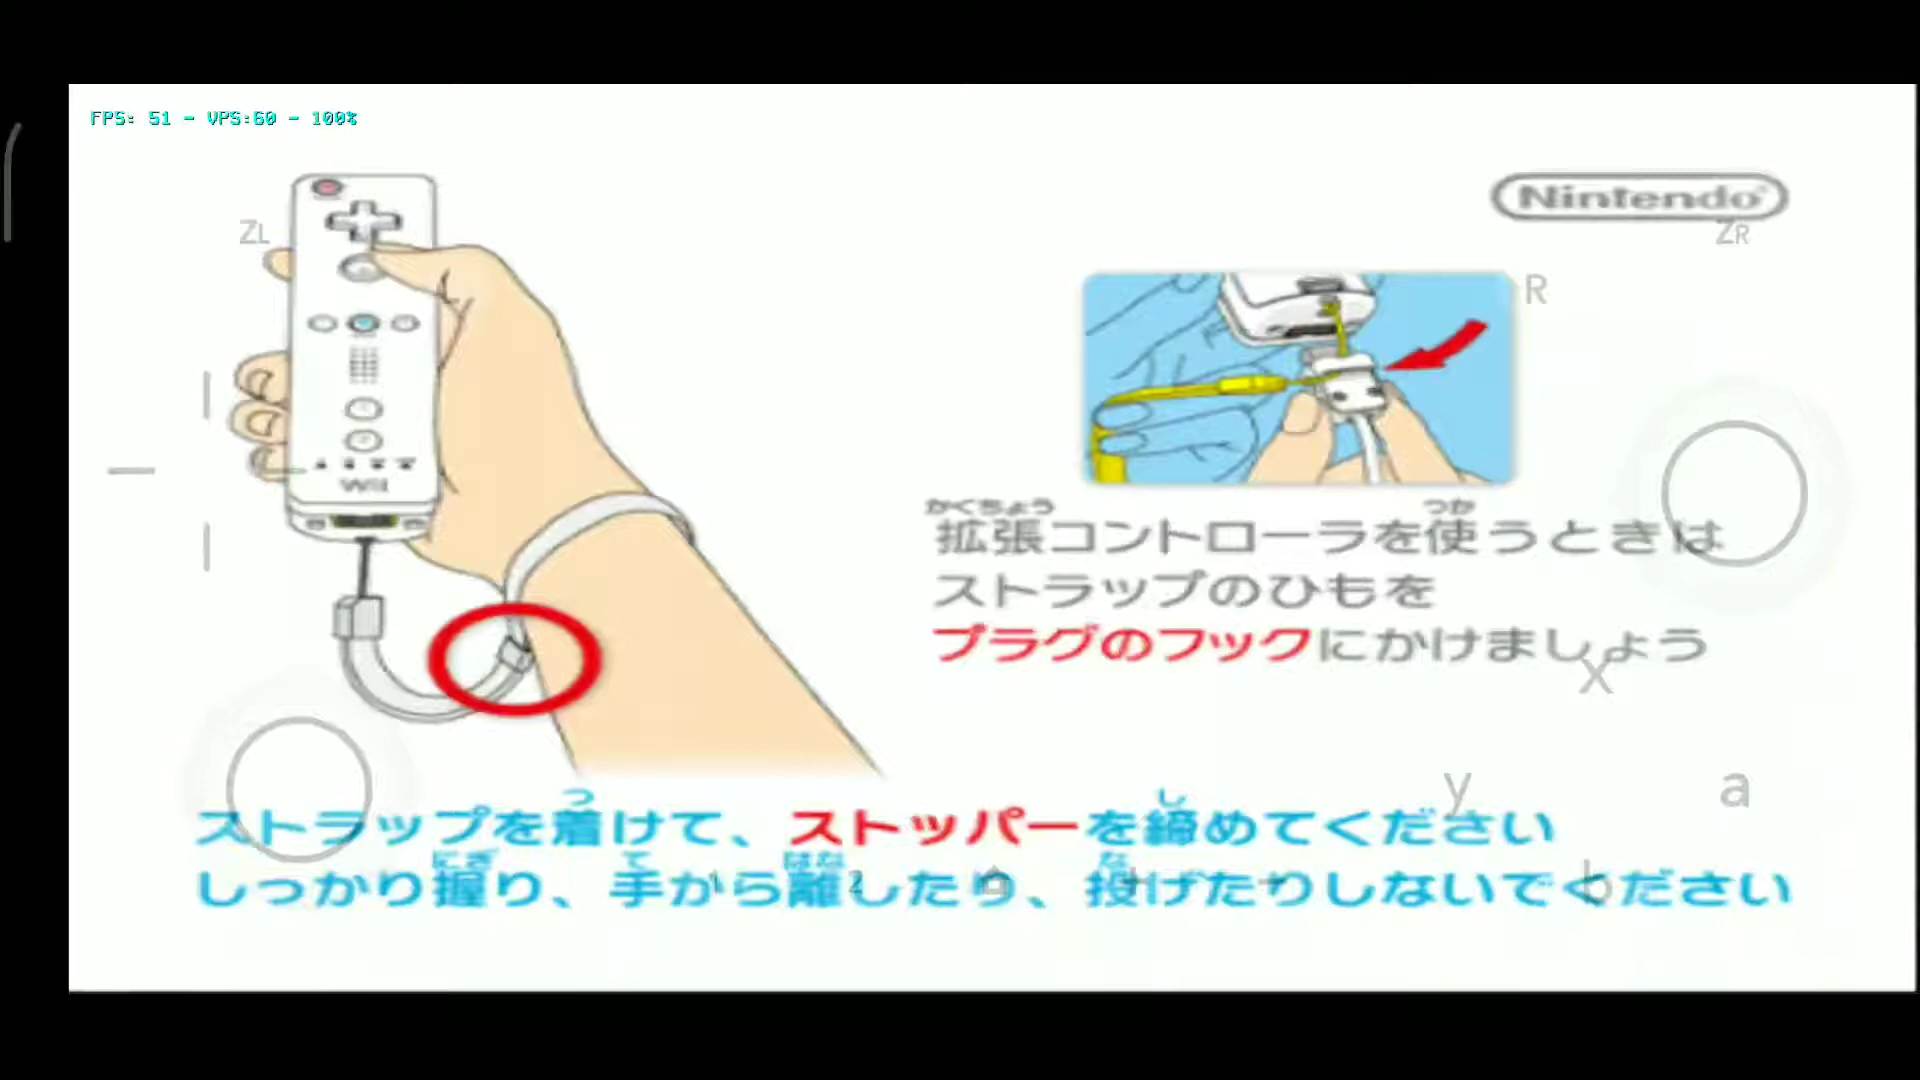 FPS: 51 - VPS:60 - 100%
Nintendo
ZL
ZR
R
Wii
かくちょう つか
拡張コントローラを使うときは
ストラップのひもを
プラグのフックにかけましょう
X
y
a
つ し
ストラップを着けて、ストッパーを締めてください
にぎ て はな な
しっかり握り、手から離したり、投げたりしないでください
b